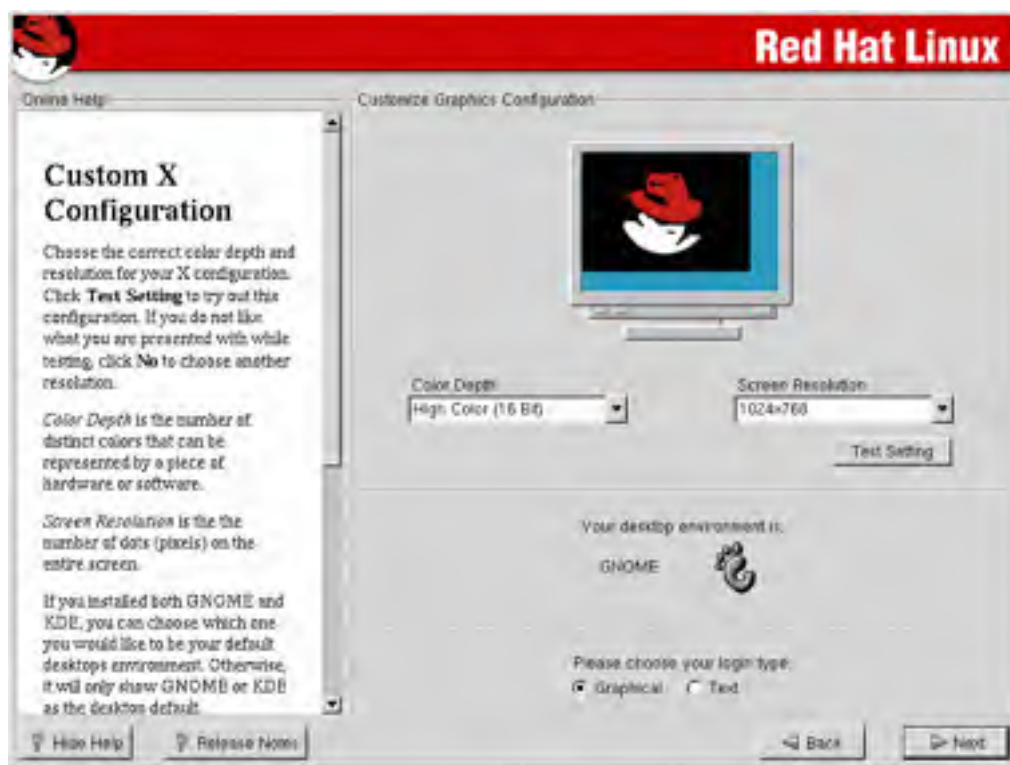 Red Hat Linux
Online Help
Custom X
Configuration
Choose the correct color depth and
resolution for your X configuration.
Click Test Setting to try out this
configuration. If you do not like
what you are presented with while
testing, click No to choose another
resolution.
Color Depth is the number of
distinct colors that can be
represented by a piece of
hardware or software.
Screen Resolution is the the
number of dots (pixels) on the
entire screen.
If you installed both GNOME and
KDE, you can choose which one
you would like to be your default
desktops environment. Otherwise,
it will only show GNOME or KDE
as the desktop default.
Customize Graphics Configuration
Color Depth
High Color (16 Bit)
Screen Resolution
1024x768
Test Setting
Your desktop environment is:
GNOME
Please choose your login type:
Graphical Text
Hide Help Release Notes Back Next